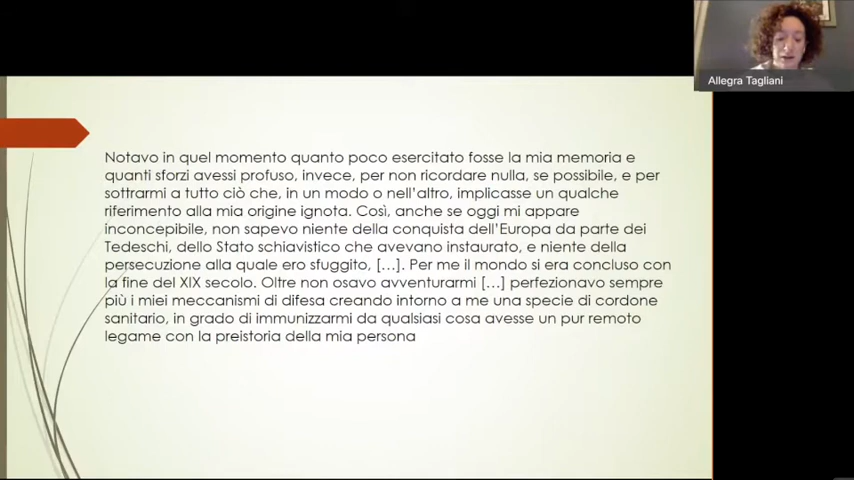 Allegra Tagliani
Notavo in quel momento quanto poco esercitato fosse la mia memoria e
quanti sforzi avessi profuso, invece, per non ricordare nulla, se possibile, e per
sottrarmi a tutto ciò che, in un modo o nell'altro, implicasse un qualche
riferimento alla mia origine ignota. Così, anche se oggi mi appare
inconcepibile, non sapevo niente della conquista dell'Europa da parte dei
Tedeschi, dello Stato schiavistico che avevano instaurato, e niente della
persecuzione alla quale ero sfuggito, […]. Per me il mondo si era concluso con
la fine del XIX secolo. Oltre non osavo avventurarmi […] perfezionavo sempre
più i miei meccanismi di difesa creando intorno a me una specie di cordone
sanitario, in grado di immunizzarmi da qualsiasi cosa avesse un pur remoto
legame con la preistoria della mia persona